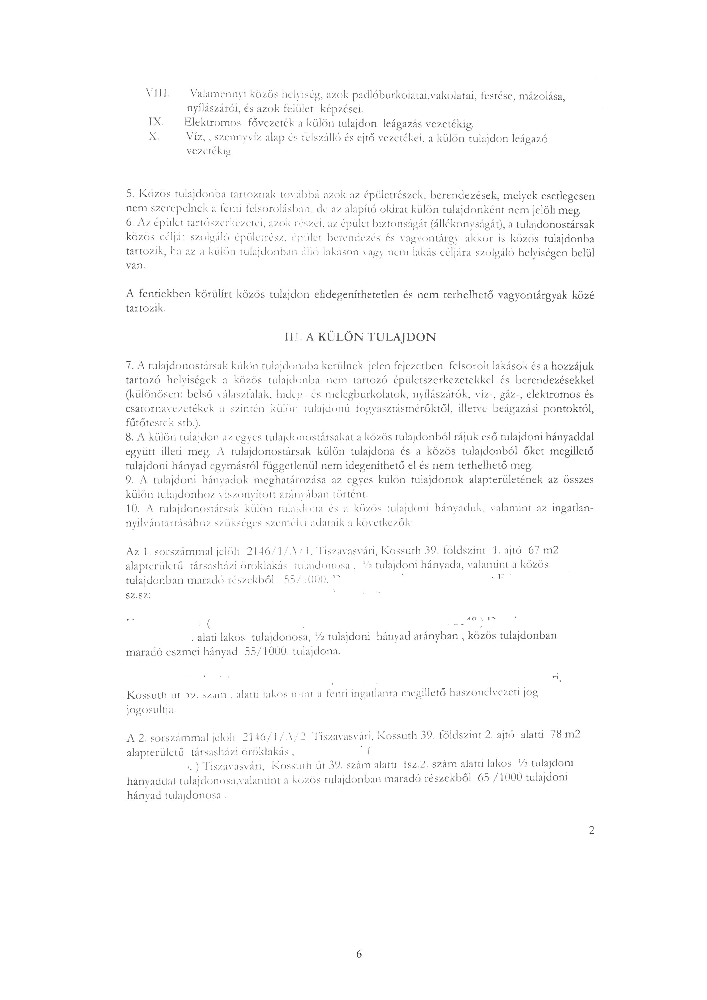 VIII. Valamennyi közös helyiség, azok padlóburkolatai,vakolatai, festése, mázolása,
nyílászárói, és azok felület képzései.
IX. Elektromos fővezeték a külön tulajdon leágazás vezetékig.
X. Víz, , szennyvíz alap és felszálló és ejtő vezetékei, a külön tulajdon leágazó
vezetékig
5. Közös tulajdonba tartoznak továbbá azok az épületrészek, berendezések, melyek esetlegesen
nem szerepelnek a fenti felsorolásban, de az alapító okirat külön tulajdonként nem jelöli meg.
6. Az épület tartószerkezetei, azok részei, az épület biztonságát (állékonyságát), a tulajdonostársak
közös célját szolgáló épületrész, épület berendezés és vagyontárgy akkor is közös tulajdonba
tartozik, ha az a külön tulajdonban álló lakáson vagy nem lakás céljára szolgáló helyiségen belül
van.
A fentiekben körülírt közös tulajdon elidegeníthetetlen és nem terhelhető vagyontárgyak közé
tartozik.
III. A KÜLÖN TULAJDON
7. A tulajdonostársak külön tulajdonába kerülnek jelen fejezetben felsorolt lakások és a hozzájuk
tartozó helyiségek a közös tulajdonba nem tartozó épületszerkezetekkel és berendezésekkel
(különösen: belső válaszfalak, hideg- és melegburkolatok, nyílászárók, víz-, gáz-, elektromos és
csatornavezetékek a szintén külön tulajdonú fogyasztásmérőktől, illetve beágazási pontoktól,
fűtőtestek stb.).
8. A külön tulajdon az egyes tulajdonostársakat a közös tulajdonból rájuk eső tulajdoni hányaddal
együtt illeti meg. A tulajdonostársak külön tulajdona és a közös tulajdonból őket megillető
tulajdoni hányad egymástól függetlenül nem idegeníthető el és nem terhelhető meg.
9. A tulajdoni hányadok meghatározása az egyes külön tulajdonok alapterületének az összes
külön tulajdonhoz viszonyított arányában történt.
10. A tulajdonostársak külön tulajdona és a közös tulajdoni hányaduk, valamint az ingatlan-
nyilvántartásához szükséges személyi adataik a következők:
Az 1. sorszámmal jelölt 2146/1/A/1, Tiszavasvári, Kossuth 39. földszint 1. ajtó 67 m2
alapterületű társasházi öröklakás tulajdonosa , ½ tulajdoni hányada, valamint a közös
tulajdonban maradó részekből 55/1000.
sz.sz:
(
. alati lakos tulajdonosa, ½ tulajdoni hányad arányban , közös tulajdonban
maradó eszmei hányad 55/1000. tulajdona.
Kossuth ut 39. szám . alatti lakos mint a fenti ingatlanra megillető haszonélvezeti jog
jogosultja.
A 2. sorszámmal jelölt 2146/1/A/2 Tiszavasvári, Kossuth 39. földszint 2. ajtó alatti 78 m2
alapterületű társasházi öröklakás , (
. ) Tiszavasvári, Kossuth út 39. szám alatti fsz.2. szám alatti lakos ½ tulajdoni
hányaddal tulajdonosa,valamint a közös tulajdonban maradó részekből 65 /1000 tulajdoni
hányad tulajdonosa .
2
6